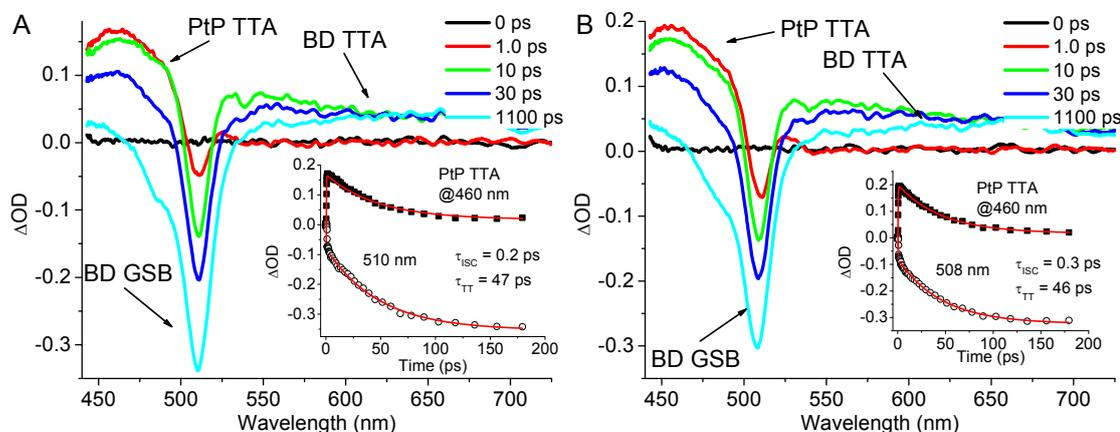 A
PtP TTA
BD TTA
BD GSB
0 ps
1.0 ps
10 ps
30 ps
1100 ps
ΔOD
0.1
0.0
-0.1
-0.2
-0.3
450 500 550 600 650 700
Wavelength (nm)
PtP TTA
@460 nm
510 nm
τISC = 0.2 ps
τTT = 47 ps
ΔOD
0.2
0.1
0.0
-0.1
-0.2
-0.3
0 50 100 150 200
Time (ps)
B
PtP TTA
BD TTA
BD GSB
0 ps
1.0 ps
10 ps
30 ps
1100 ps
ΔOD
0.2
0.1
0.0
-0.1
-0.2
-0.3
450 500 550 600 650 700
Wavelength (nm)
PtP TTA
@460 nm
508 nm
τISC = 0.3 ps
τTT = 46 ps
ΔOD
0.2
0.1
0.0
-0.1
-0.2
-0.3
0 50 100 150 200
Time (ps)